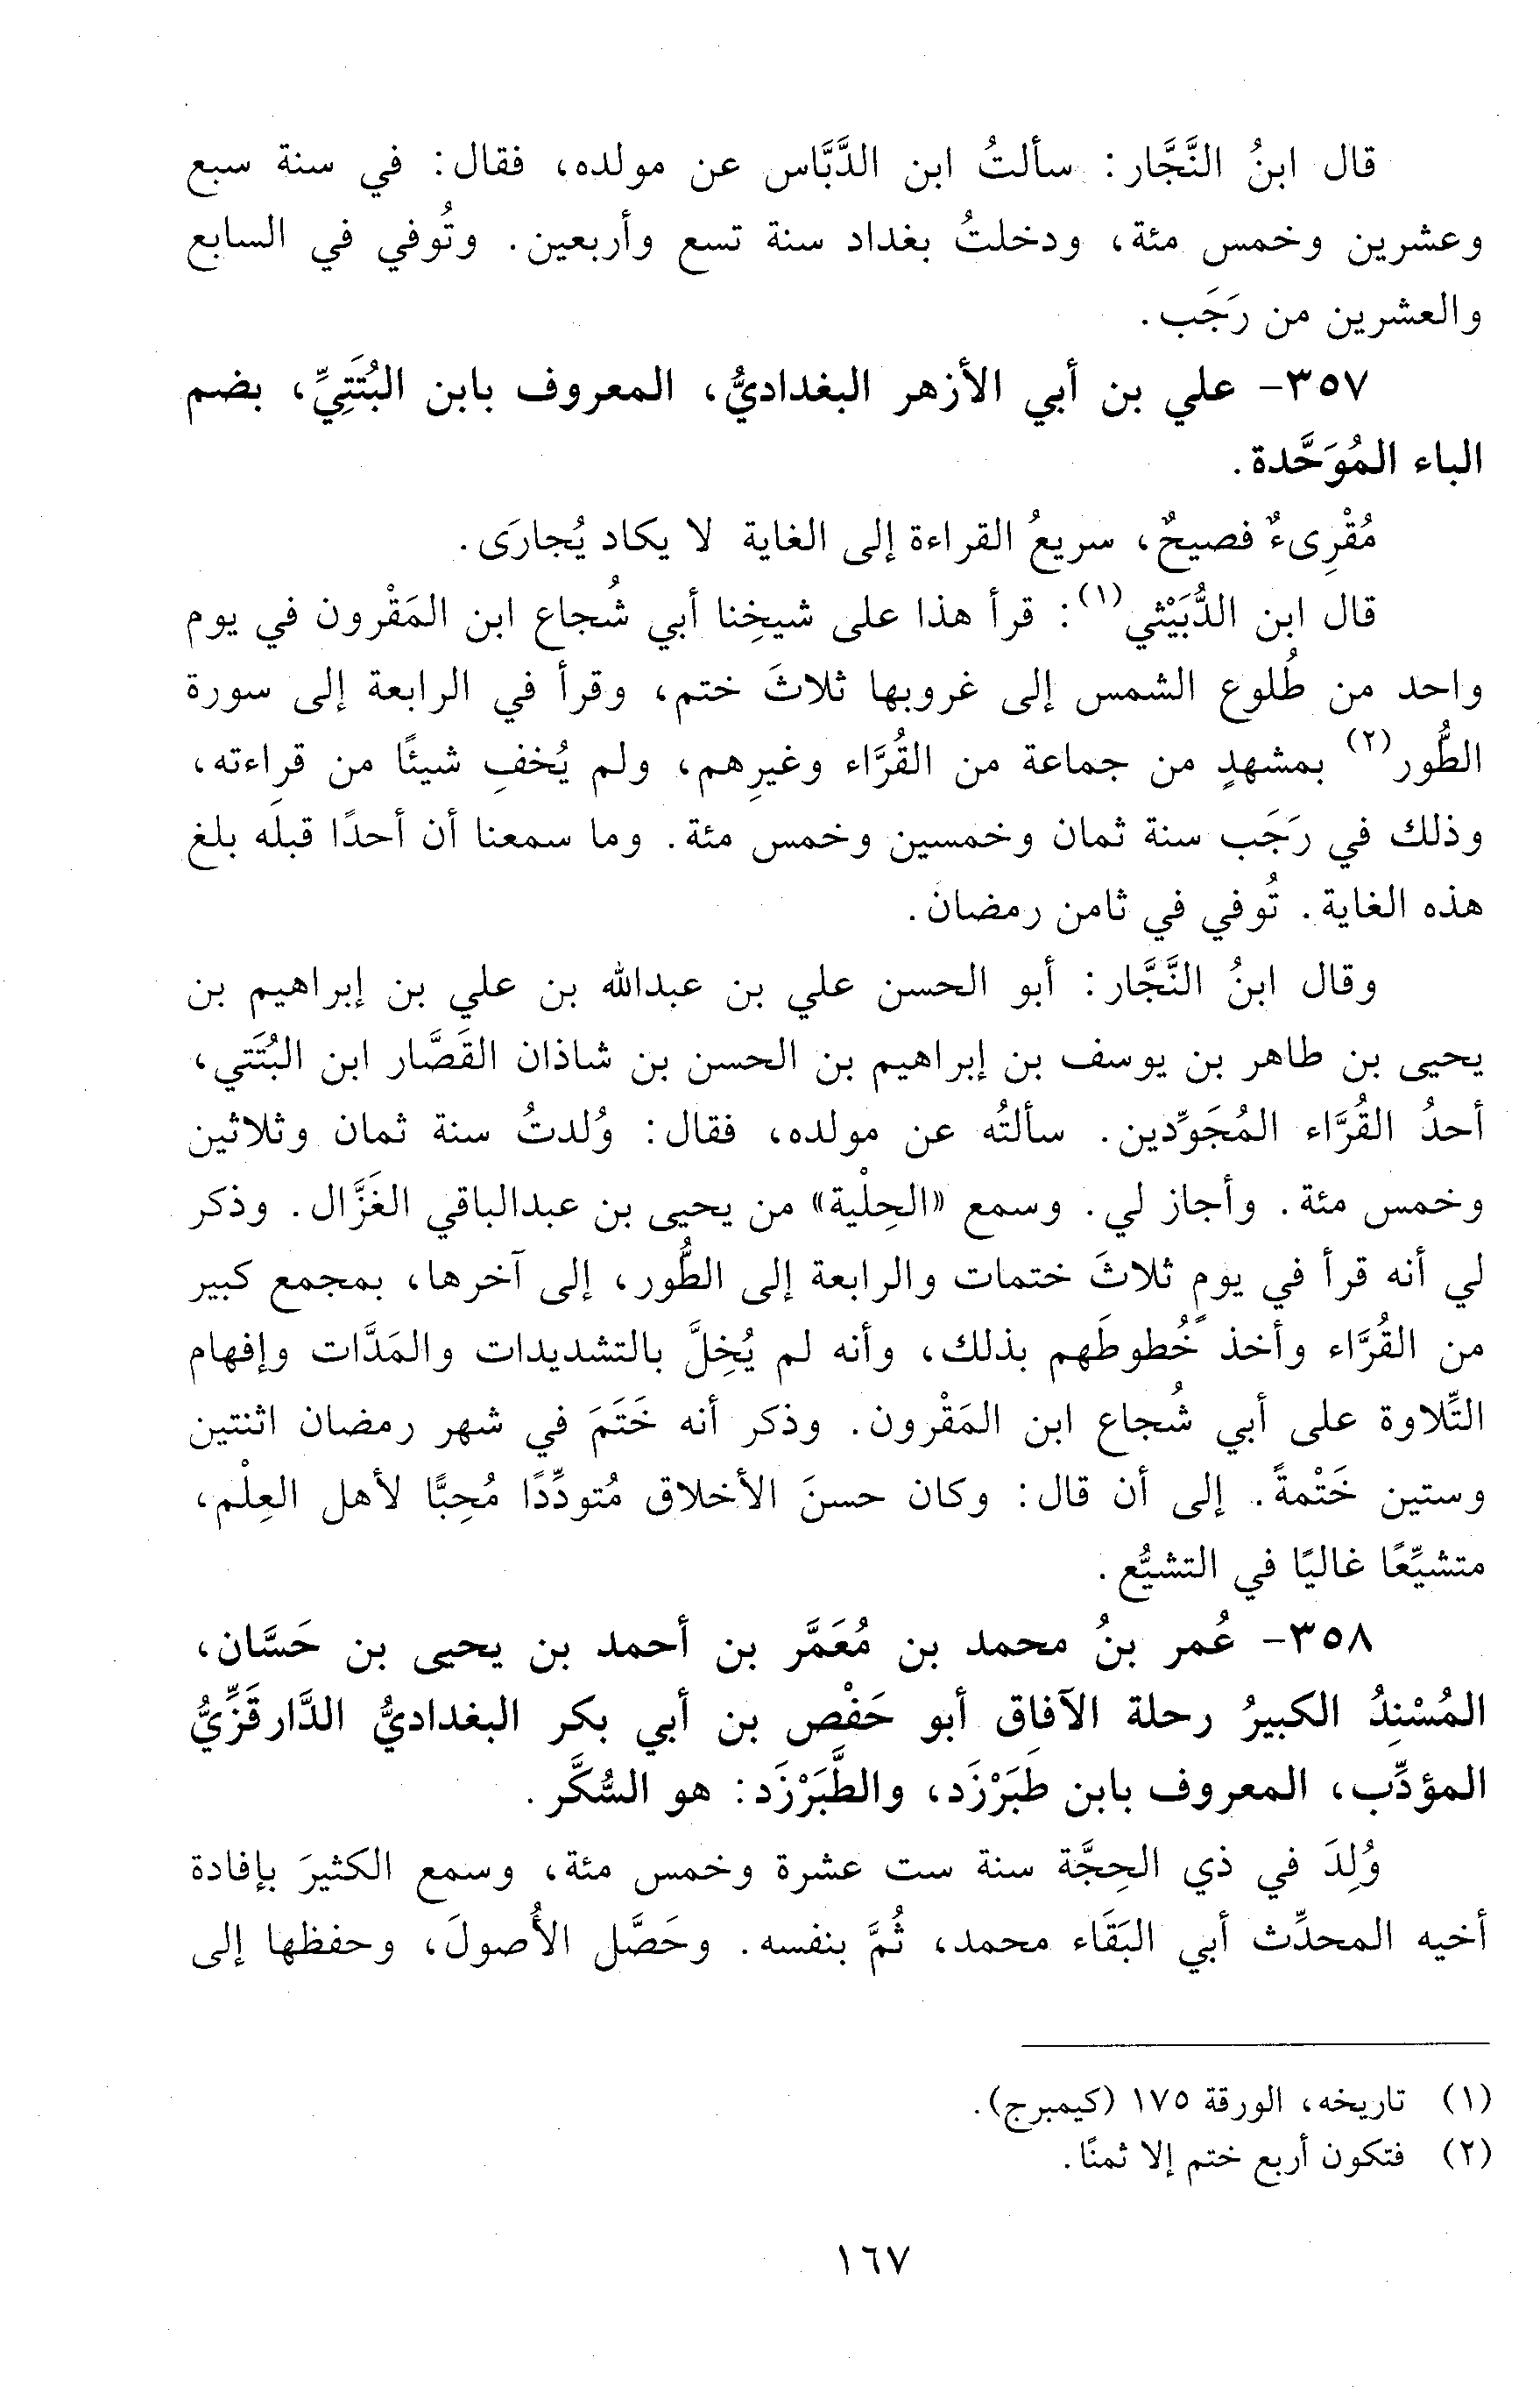 قال ابنُ النَّجَّار: سألتُ ابن الدَّبَّاس عن مولده، فقال: في سنة سبع
وعشرين وخمس مئة، ودخلتُ بغداد سنة تسع وأربعين. وتُوفي في السابع
والعشرين من رَجَب.
٣٥٧- علي بن أبي الأزهر البغداديُّ، المعروف بابن البُتَتِيِّ، بضم
الباء المُوَحَّدة.
مُقْرِىءٌ فصيحٌ، سريعُ القراءة إلى الغاية لا يكاد يُجارَى.
قال ابن الدُّبَيْثي(١): قرأ هذا على شيخِنا أبي شُجاع ابن المَقْرون في يوم
واحد من طُلوع الشمس إلى غروبها ثلاثَ ختم، وقرأ في الرابعة إلى سورة
الطُّور(٢) بمشهدٍ من جماعة من القُرَّاء وغيرِهم، ولم يُخفِ شيئًا من قراءته،
وذلك في رَجَب سنة ثمان وخمسين وخمس مئة. وما سمعنا أن أحدًا قبلَه بلغ
هذه الغاية. تُوفي في ثامن رمضان.
وقال ابنُ النَّجَّار: أبو الحسن علي بن عبدالله بن علي بن إبراهيم بن
يحيى بن طاهر بن يوسف بن إبراهيم بن الحسن بن شاذان القَصَّار ابن البُتَتي،
أحدُ القُرَّاء المُجَوِّدين. سألتُه عن مولده، فقال: وُلدتُ سنة ثمان وثلاثين
وخمس مئة. وأجاز لي. وسمع «الحِلْية» من يحيى بن عبدالباقي الغَزَّال. وذكر
لي أنه قرأ في يومٍ ثلاثَ ختمات والرابعة إلى الطُّور، إلى آخرها، بمجمع كبير
من القُرَّاء وأخذ خُطوطَهم بذلك، وأنه لم يُخِلَّ بالتشديدات والمَدَّات وإفهام
التِّلاوة على أبي شُجاع ابن المَقْرون. وذكر أنه خَتَمَ في شهر رمضان اثنتين
وستين خَتْمةً. إلى أن قال: وكان حسنَ الأخلاق مُتودِّدًا مُحِبًّا لأهل العِلْم،
متشيِّعًا غاليًا في التشيُّع.
٣٥٨- عُمر بنُ محمد بن مُعَمَّر بن أحمد بن يحيى بن حَسَّان،
المُسْنِدُ الكبيرُ رحلة الآفاق أبو حَفْص بن أبي بكر البغداديُّ الدَّارقَزِّيُّ
المؤدِّب، المعروف بابن طَبَرْزَد، والطَّبَرْزَد: هو السُّكَّر.
وُلِدَ في ذي الحِجَّة سنة ست عشرة وخمس مئة، وسمع الكثيرَ بإفادة
أخيه المحدِّث أبي البَقَاء محمد، ثُمَّ بنفسه. وحَصَّل الأُصولَ، وحفظها إلى
(١) تاريخه، الورقة ١٧٥ (كيمبرج).
(٢) فتكون أربع ختم إلا ثمنًا.
١٦٧